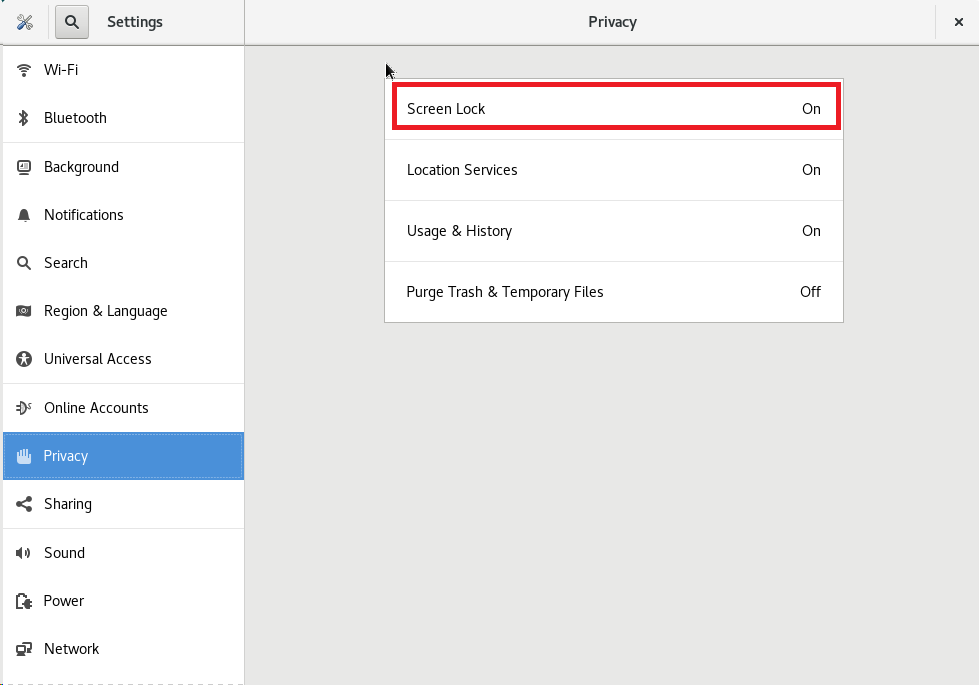 Settings
Privacy
Wi-Fi
Bluetooth
Background
Notifications
Search
Region & Language
Universal Access
Online Accounts
Privacy
Sharing
Sound
Power
Network
Screen Lock On
Location Services On
Usage & History On
Purge Trash & Temporary Files Off